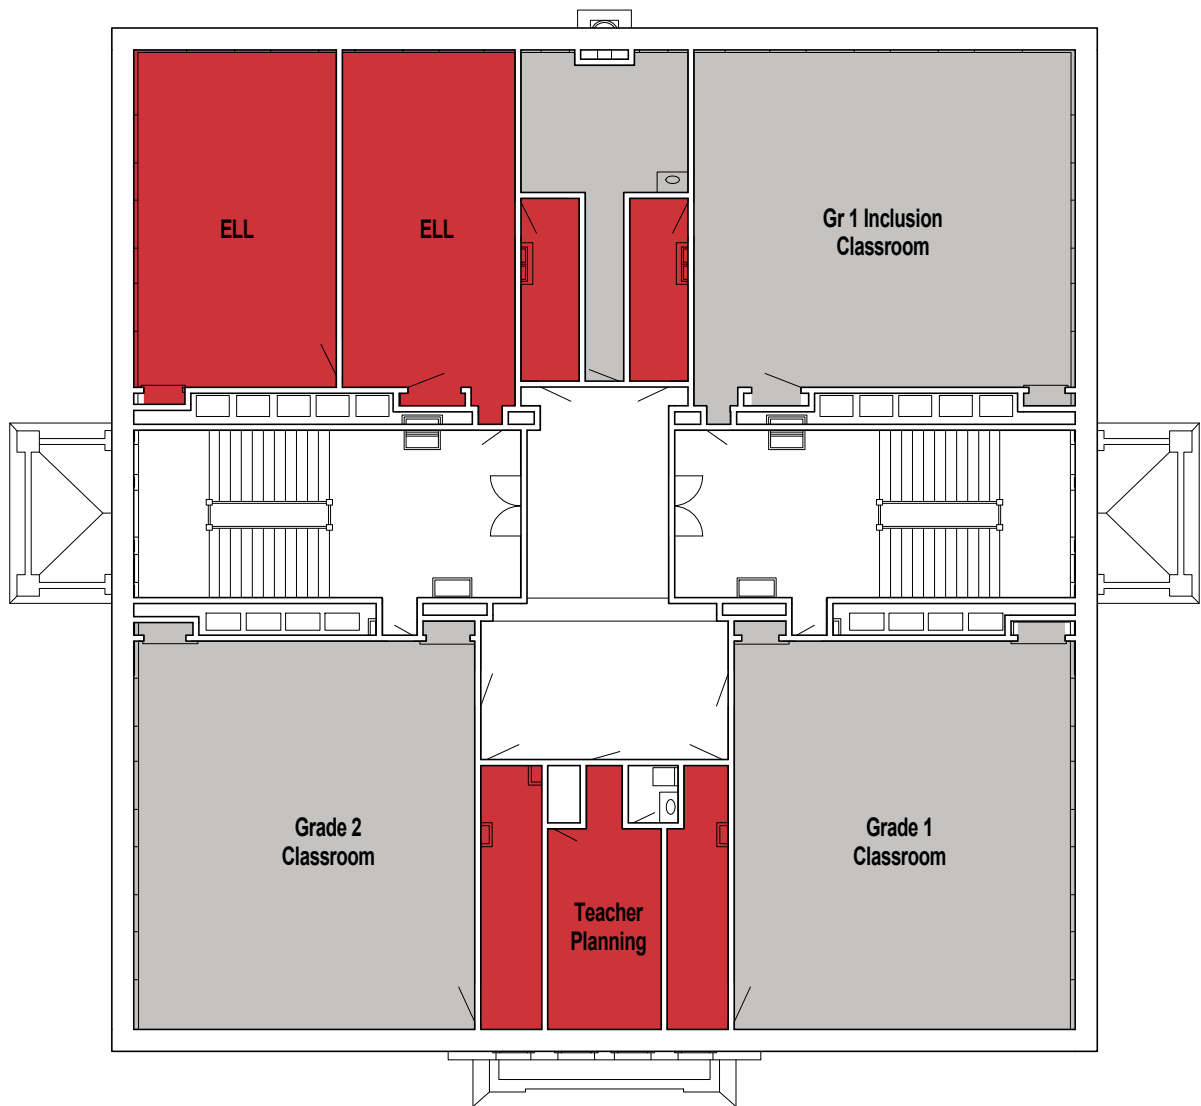 ELL
ELL
Gr 1 Inclusion
Classroom
Grade 2
Classroom
Grade 1
Classroom
Teacher
Planning